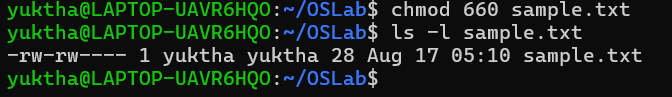 yuktha@LAPTOP-UAVR6HQO:~/OSLab$ chmod 660 sample.txt
yuktha@LAPTOP-UAVR6HQO:~/OSLab$ ls -l sample.txt
-rw-rw---- 1 yuktha yuktha 28 Aug 17 05:10 sample.txt
yuktha@LAPTOP-UAVR6HQO:~/OSLab$